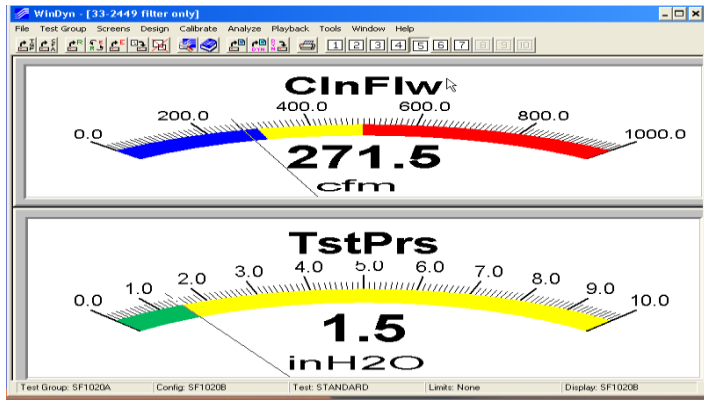 WinDyn - [33-2449 filter only]
File Test Group Screens Design Calibrate Analyze Playback Tools Window Help
1 2 3 4 5 6 7 8 9 10
ClnFlw
0.0 200.0 400.0 600.0 800.0 1000.0
271.5
cfm
TstPrs
0.0 1.0 2.0 3.0 4.0 5.0 6.0 7.0 8.0 9.0 10.0
1.5
inH2O
Test Group: SF1020A Config: SF1020B Test: STANDARD Limits: None Display: SF1020B